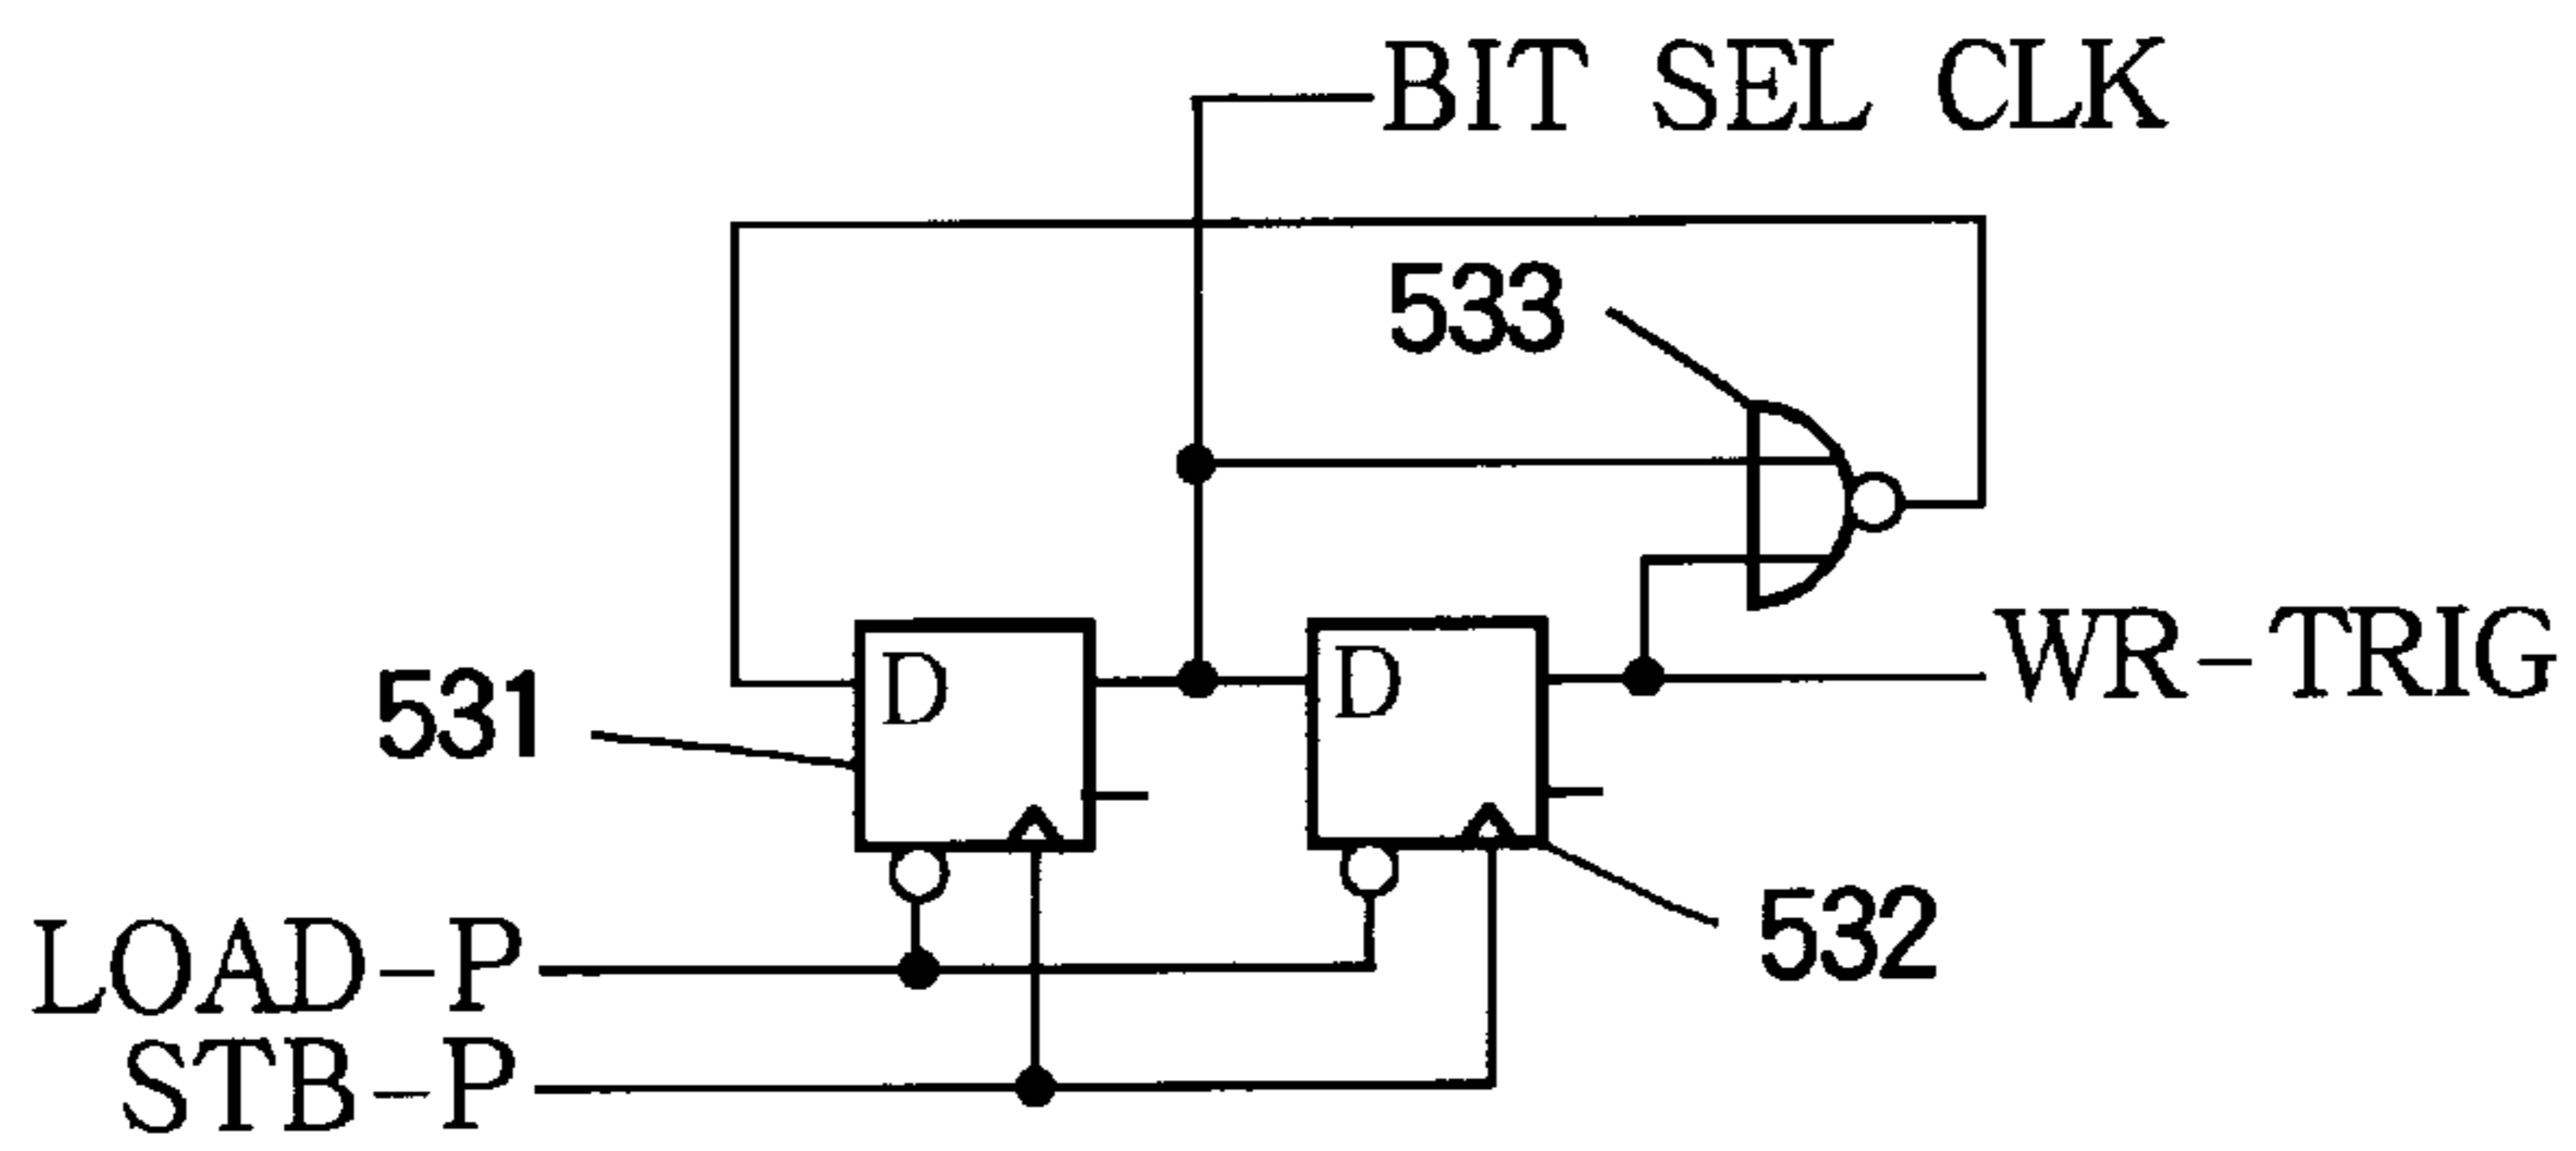 BIT SEL CLK
533
D
D
WR-TRIG
531
532
LOAD-P
STB-P